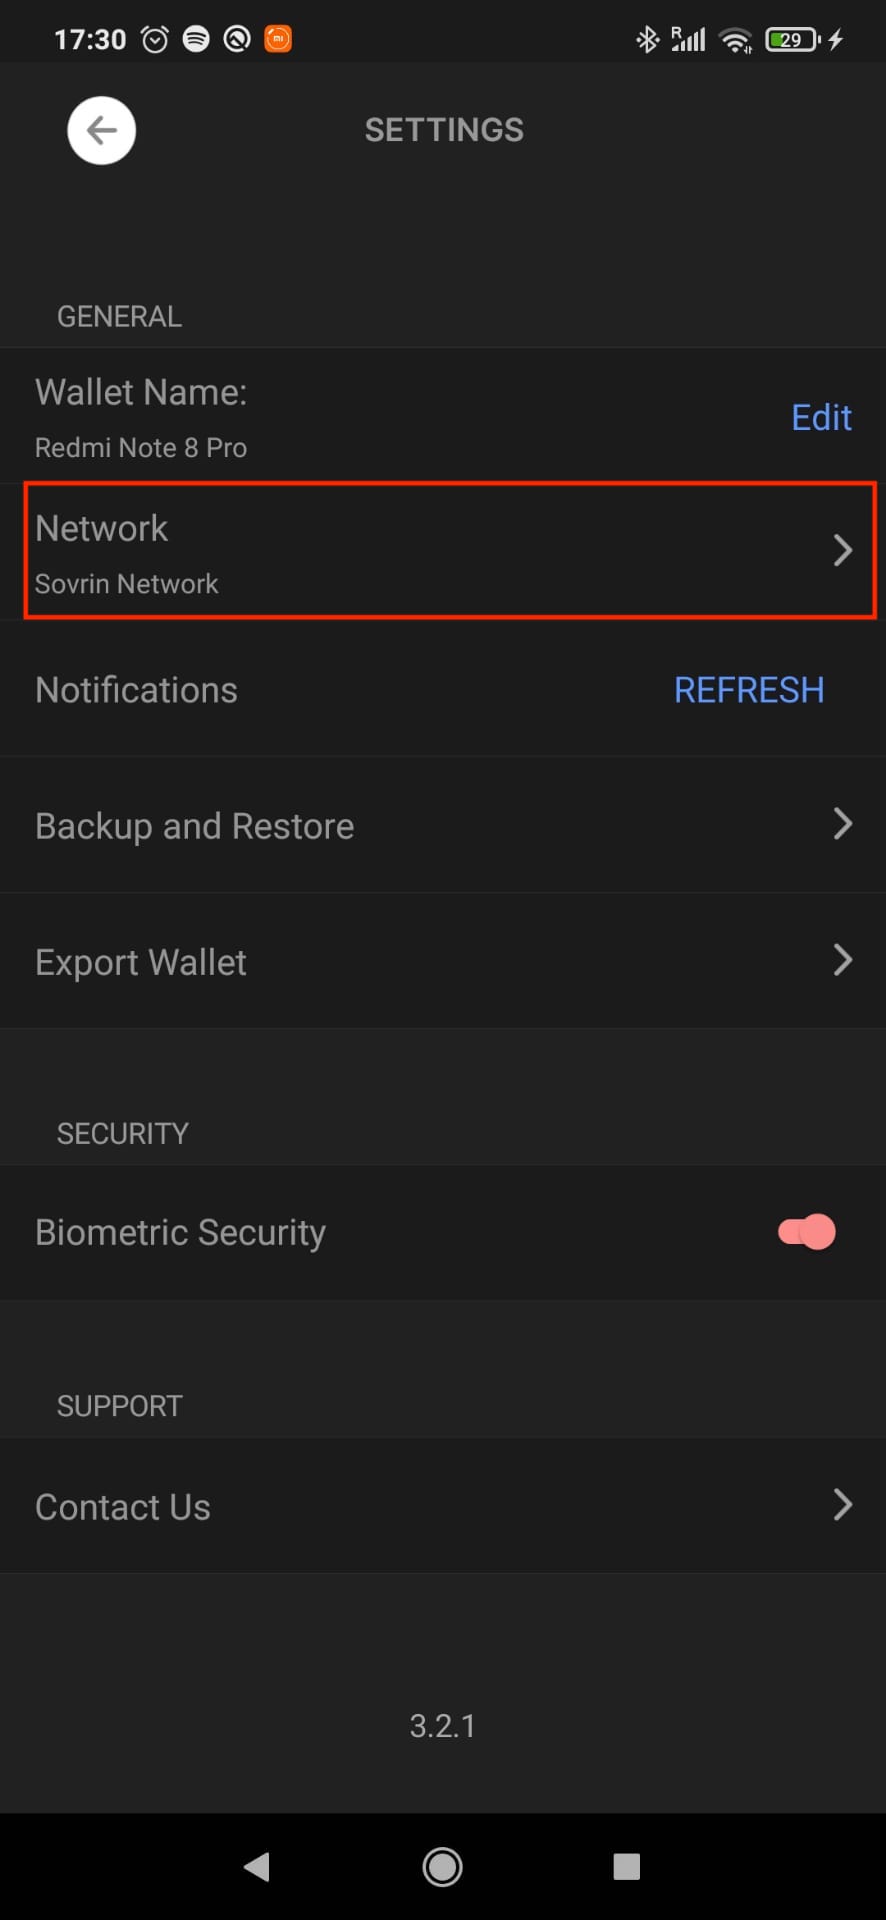 17:30
R
29
SETTINGS
GENERAL
Wallet Name:
Redmi Note 8 Pro
Edit
Network
Sovrin Network
Notifications
REFRESH
Backup and Restore
Export Wallet
SECURITY
Biometric Security
SUPPORT
Contact Us
3.2.1